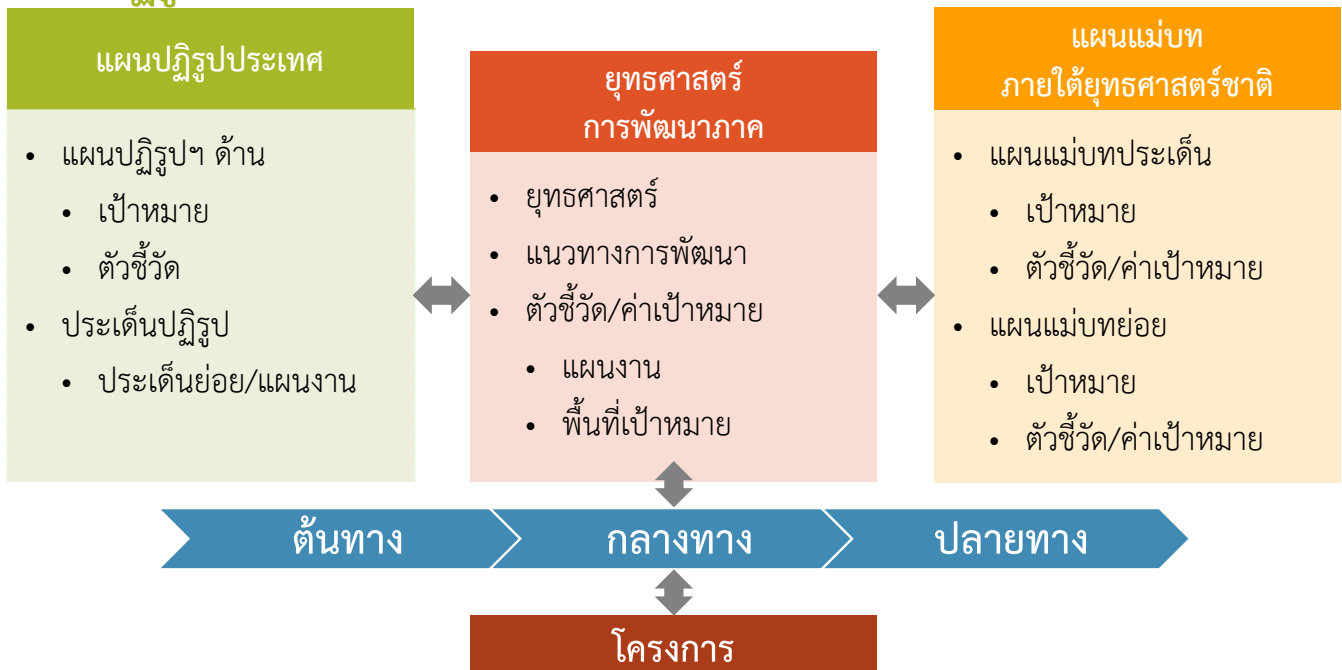 แผนปฏิรูปประเทศ
• แผนปฏิรูปฯ ด้าน
• เป้าหมาย
• ตัวชี้วัด
• ประเด็นปฏิรูป
• ประเด็นย่อย/แผนงาน
ยุทธศาสตร์
การพัฒนาภาค
• ยุทธศาสตร์
• แนวทางการพัฒนา
• ตัวชี้วัด/ค่าเป้าหมาย
• แผนงาน
• พื้นที่เป้าหมาย
แผนแม่บท
ภายใต้ยุทธศาสตร์ชาติ
• แผนแม่บทประเด็น
• เป้าหมาย
• ตัวชี้วัด/ค่าเป้าหมาย
• แผนแม่บทย่อย
• เป้าหมาย
• ตัวชี้วัด/ค่าเป้าหมาย
ต้นทาง
กลางทาง
ปลายทาง
โครงการ